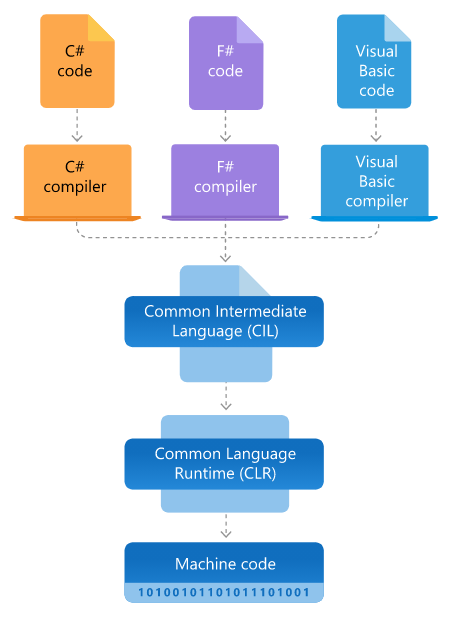 C#
code
F#
code
Visual
Basic
code
C#
compiler
F#
compiler
Visual
Basic
compiler
Common Intermediate
Language (CIL)
Common Language
Runtime (CLR)
Machine code
10100101101011101001